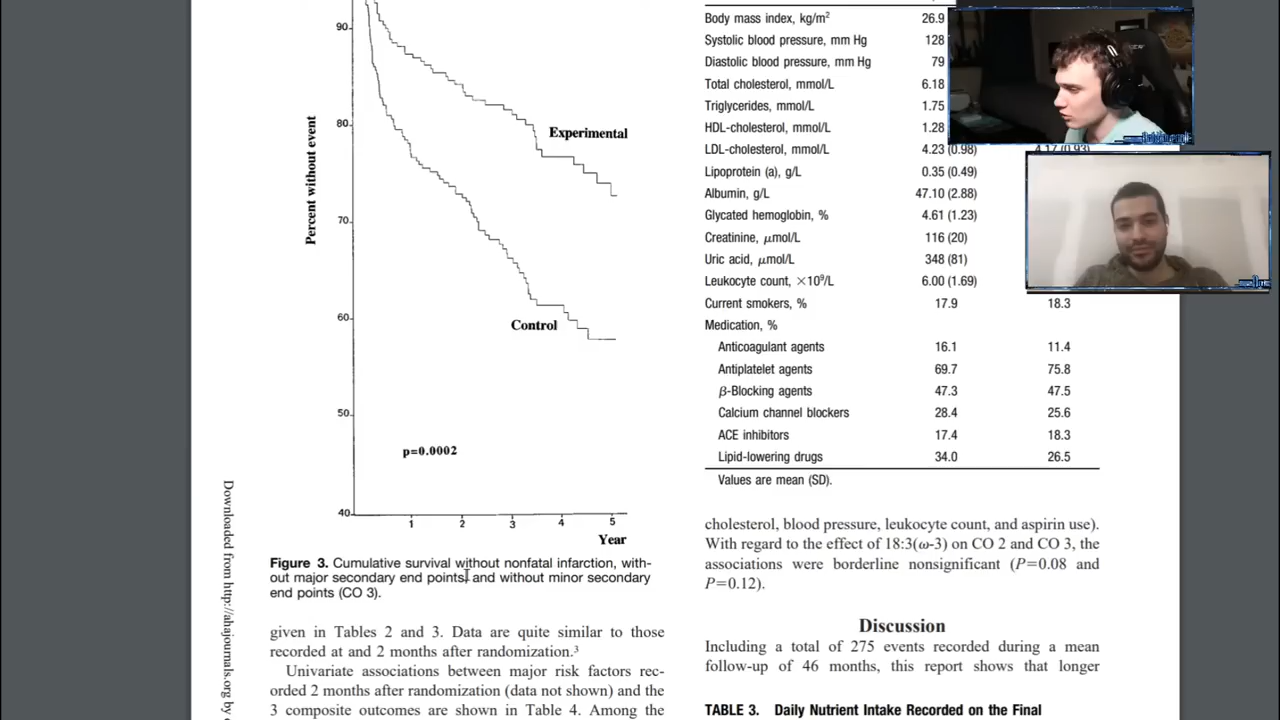 90
80
70
60
50
40
1
2
3
4
5
Percent without event
Experimental
Control
p=0.0002
Year
Figure 3. Cumulative survival without nonfatal infarction, with-
out major secondary end points, and without minor secondary
end points (CO 3).
given in Tables 2 and 3. Data are quite similar to those
recorded at and 2 months after randomization.³
Univariate associations between major risk factors rec-
orded 2 months after randomization (data not shown) and the
3 composite outcomes are shown in Table 4. Among the
Downloaded from http://ahajournals.org by
Body mass index, kg/m² 26.9
Systolic blood pressure, mm Hg 128
Diastolic blood pressure, mm Hg 79
Total cholesterol, mmol/L 6.18
Triglycerides, mmol/L 1.75
HDL-cholesterol, mmol/L 1.28
LDL-cholesterol, mmol/L 4.23 (0.98) 4.17 (0.93)
Lipoprotein (a), g/L 0.35 (0.49)
Albumin, g/L 47.10 (2.88)
Glycated hemoglobin, % 4.61 (1.23)
Creatinine, μmol/L 116 (20)
Uric acid, μmol/L 348 (81)
Leukocyte count, ×10⁹/L 6.00 (1.69)
Current smokers, % 17.9 18.3
Medication, %
Anticoagulant agents 16.1 11.4
Antiplatelet agents 69.7 75.8
β-Blocking agents 47.3 47.5
Calcium channel blockers 28.4 25.6
ACE inhibitors 17.4 18.3
Lipid-lowering drugs 34.0 26.5
Values are mean (SD).
cholesterol, blood pressure, leukocyte count, and aspirin use).
With regard to the effect of 18:3(ω-3) on CO 2 and CO 3, the
associations were borderline nonsignificant (P=0.08 and
P=0.12).
Discussion
Including a total of 275 events recorded during a mean
follow-up of 46 months, this report shows that longer
TABLE 3. Daily Nutrient Intake Recorded on the Final